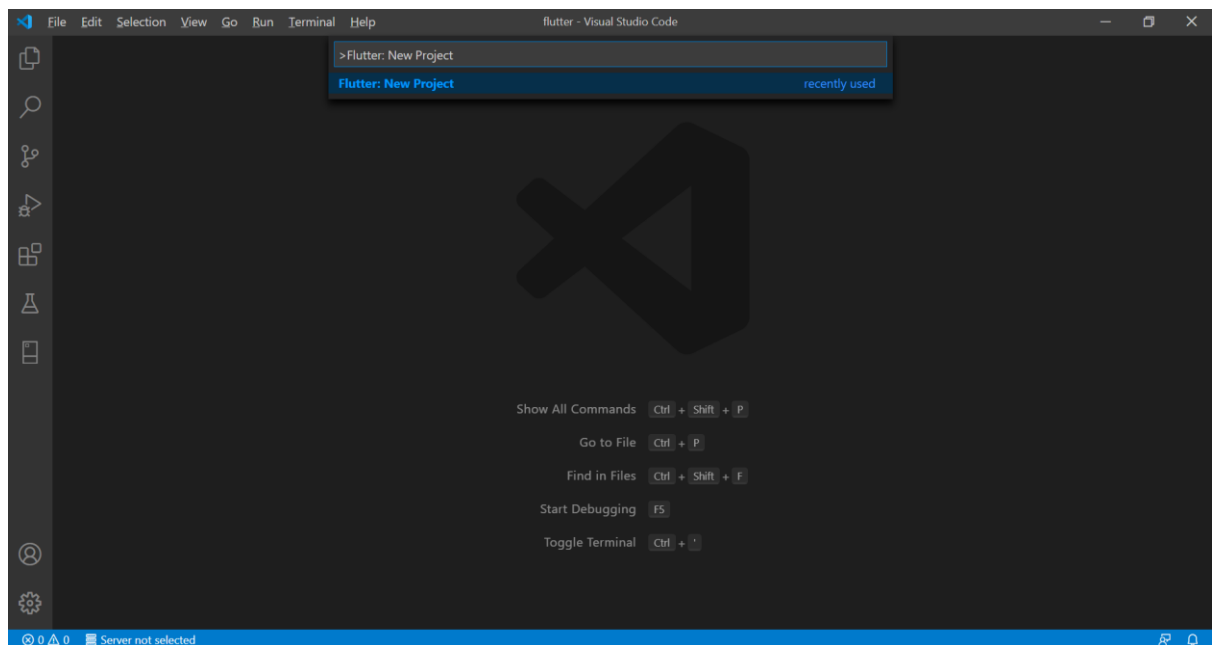 File Edit Selection View Go Run Terminal Help flutter - Visual Studio Code
>Flutter: New Project
Flutter: New Project recently used
Show All Commands Ctrl + Shift + P
Go to File Ctrl + P
Find in Files Ctrl + Shift + F
Start Debugging F5
Toggle Terminal Ctrl + '
0 0 Server not selected